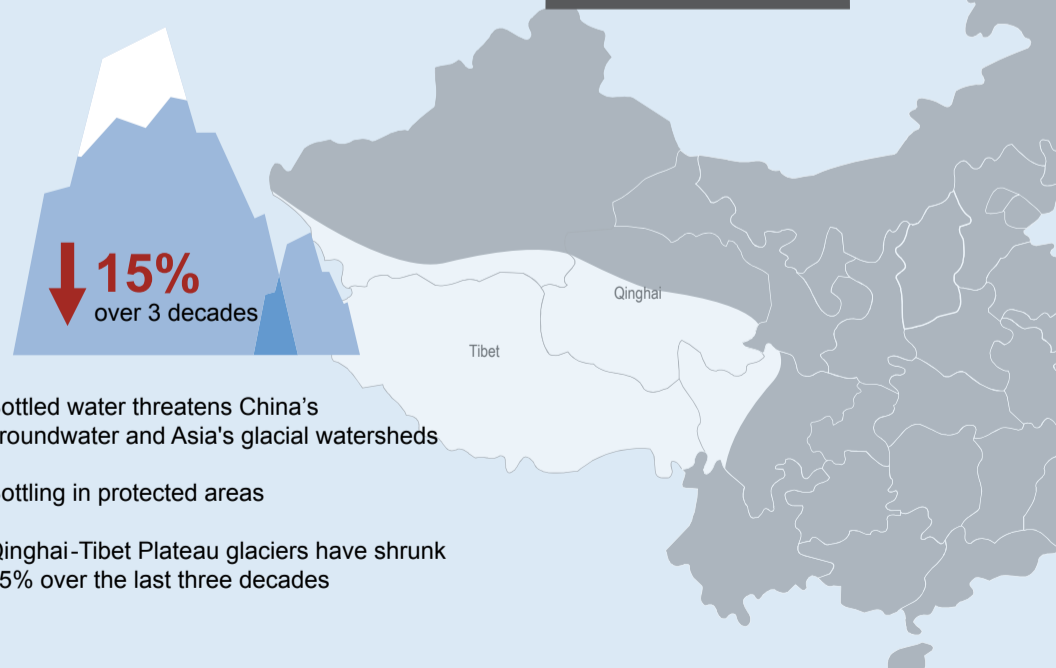 15%
over 3 decades
Qinghai
Tibet
ottled water threatens China’s
roundwater and Asia's glacial watersheds
ottling in protected areas
Qinghai-Tibet Plateau glaciers have shrunk
5% over the last three decades